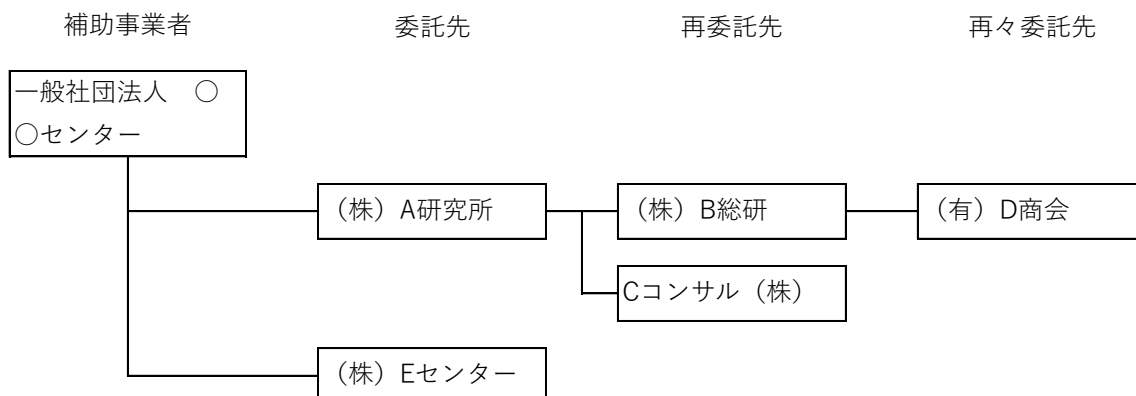 補助事業者
委託先
再委託先
再々委託先
一般社団法人　○
○センター
（株）A研究所
（株）B総研
（有）D商会
Cコンサル（株）
（株）Eセンター